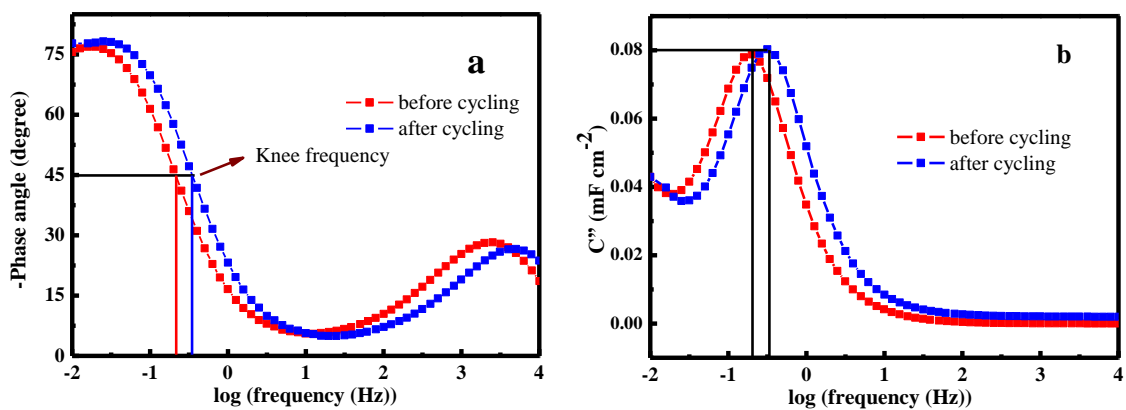 a
before cycling
after cycling
Knee frequency
-Phase angle (degree)
75
60
45
30
15
0
-2 -1 0 1 2 3 4
log (frequency (Hz))
b
before cycling
after cycling
C” (mF cm-2)
0.08
0.06
0.04
0.02
0.00
-2 -1 0 1 2 3 4
log (frequency (Hz))